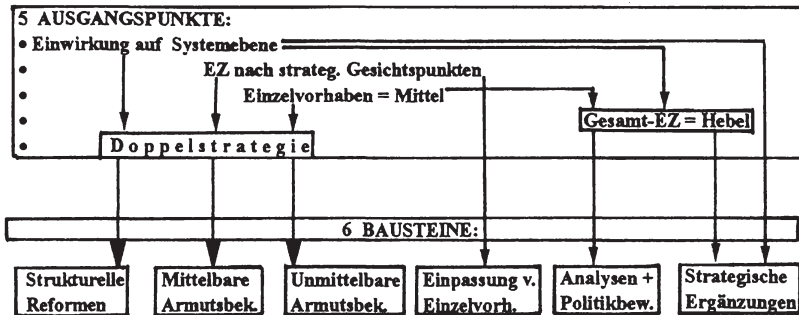 5 AUSGANGSPUNKTE:
• Einwirkung auf Systemebene
• EZ nach strateg. Gesichtspunkten
• Einzelvorhaben = Mittel
• Gesamt-EZ = Hebel
• Doppelstrategie
6 BAUSTEINE:
Strukturelle
Reformen
Mittelbare
Armutsbek.
Unmittelbare
Armutsbek.
Einpassung v.
Einzelvorh.
Analysen +
Politikbew.
Strategische
Ergänzungen